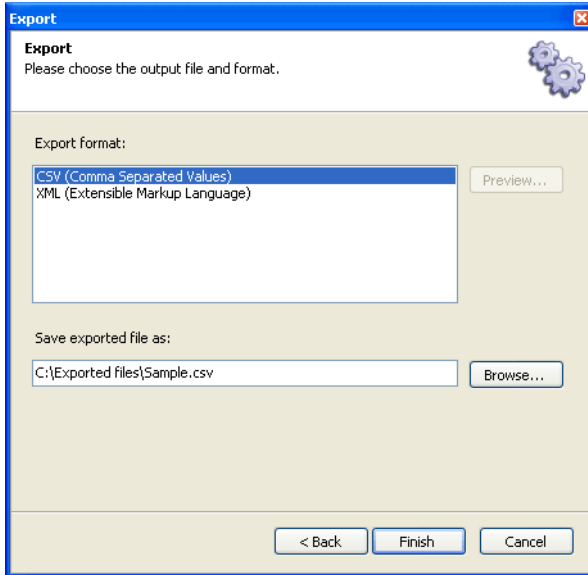 Export
Export
Please choose the output file and format.
Export format:
CSV (Comma Separated Values)
XML (Extensible Markup Language)
Preview...
Save exported file as:
C:\Exported files\Sample.csv
Browse...
< Back
Finish
Cancel